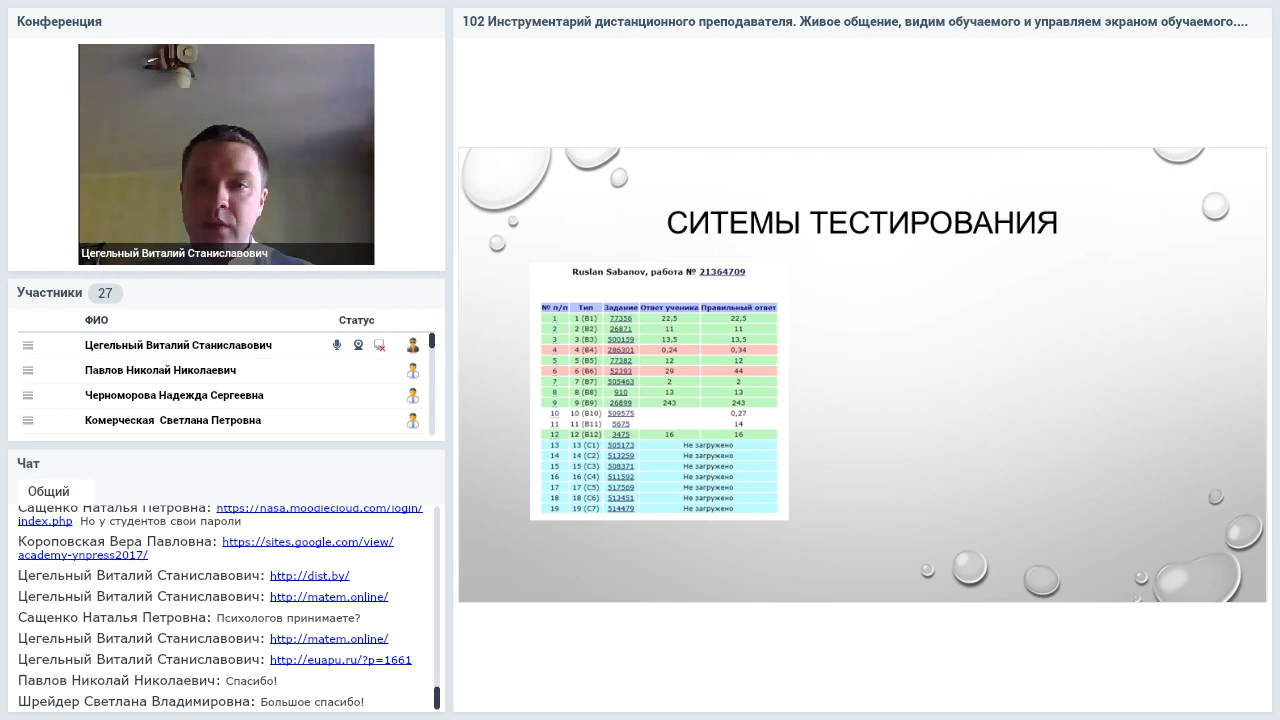 Конференция
Цегельный Виталий Станиславович
Участники 27
ФИО Статус
Цегельный Виталий Станиславович
Павлов Николай Николаевич
Черноморова Надежда Сергеевна
Комерческая Светлана Петровна
Чат
Общий
Сащенко Наталья Петровна: https://nasa.moodlecloud.com/login/
index.php Но у студентов свои пароли
Короповская Вера Павловна: https://sites.google.com/view/
academy-ynpress2017/
Цегельный Виталий Станиславович: http://dist.by/
Цегельный Виталий Станиславович: http://matem.online/
Сащенко Наталья Петровна: Психологов принимаете?
Цегельный Виталий Станиславович: http://matem.online/
Цегельный Виталий Станиславович: http://euapu.ru/?p=1661
Павлов Николай Николаевич: Спасибо!
Шрейдер Светлана Владимировна: Большое спасибо!
102 Инструментарий дистанционного преподавателя. Живое общение, видим обучаемого и управляем экраном обучаемого....
СИТЕМЫ ТЕСТИРОВАНИЯ
Ruslan Sabanov, работа № 21364709
№ п/п Тип Задание Ответ ученика Правильный ответ
1 1 (B1) 77356 22,5 22,5
2 2 (B2) 26871 11 11
3 3 (B3) 500159 13,5 13,5
4 4 (B4) 286301 0,24 0,34
5 5 (B5) 77382 12 12
6 6 (B6) 52393 29 44
7 7 (B7) 505463 2 2
8 8 (B8) 910 13 13
9 9 (B9) 26899 243 243
10 10 (B10) 509575 0,27
11 11 (B11) 5675 14
12 12 (B12) 3475 16 16
13 13 (C1) 505173 Не загружено
14 14 (C2) 513259 Не загружено
15 15 (C3) 508371 Не загружено
16 16 (C4) 511592 Не загружено
17 17 (C5) 517569 Не загружено
18 18 (C6) 513451 Не загружено
19 19 (C7) 514479 Не загружено